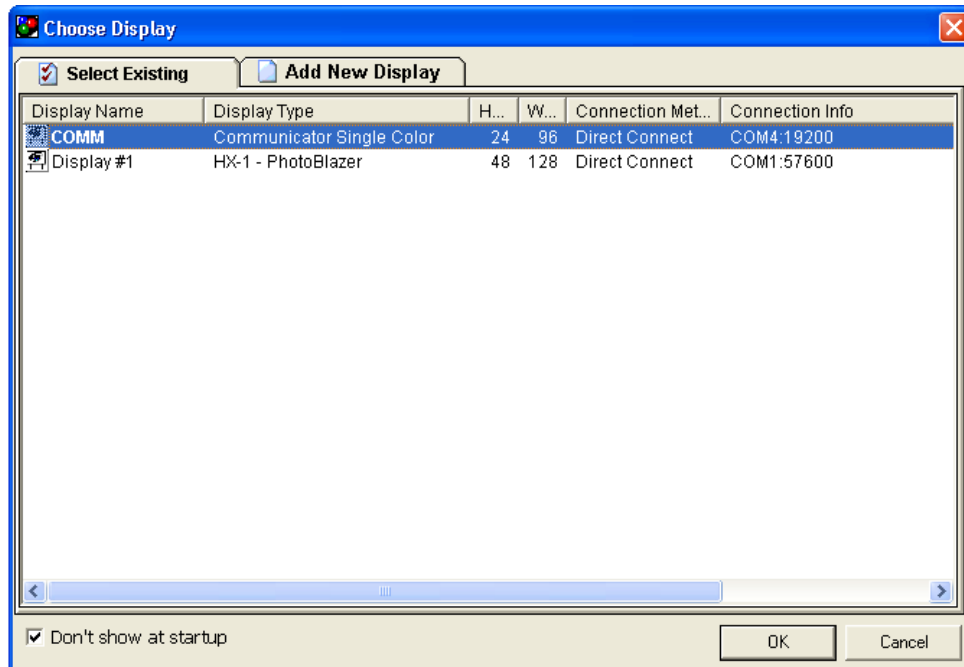 Choose Display
Select Existing Add New Display
Display Name Display Type H... W... Connection Met... Connection Info
COMM Communicator Single Color 24 96 Direct Connect COM4:19200
Display #1 HX-1 - PhotoBlazer 48 128 Direct Connect COM1:57600
Don't show at startup OK Cancel